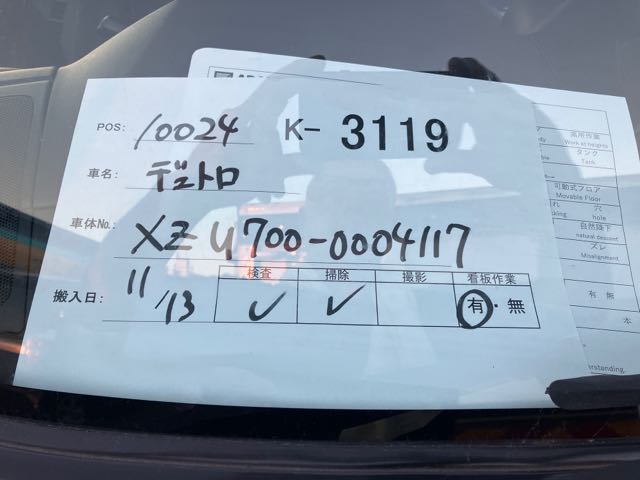 POS: 10024 K-3119
車名: デュトロ
車体No.: XZU700-0004117
搬入日: 11/13
検査 掃除 撮影 看板作業
✓ ✓ 有・無
高所作業
Work at heights
タンク
Tank
可動式フロア
Movable Floor
穴
hole
自然降下
natural descent
ズレ
Misalignment
有 無
本